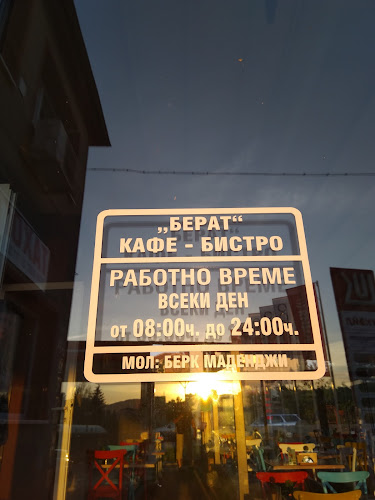 „БЕРАТ“
КАФЕ - БИСТРО
РАБОТНО ВРЕМЕ
ВСЕКИ ДЕН
от 08:00ч. до 24:00ч.
МОЛ: БЕРК МАДЕНДЖИ